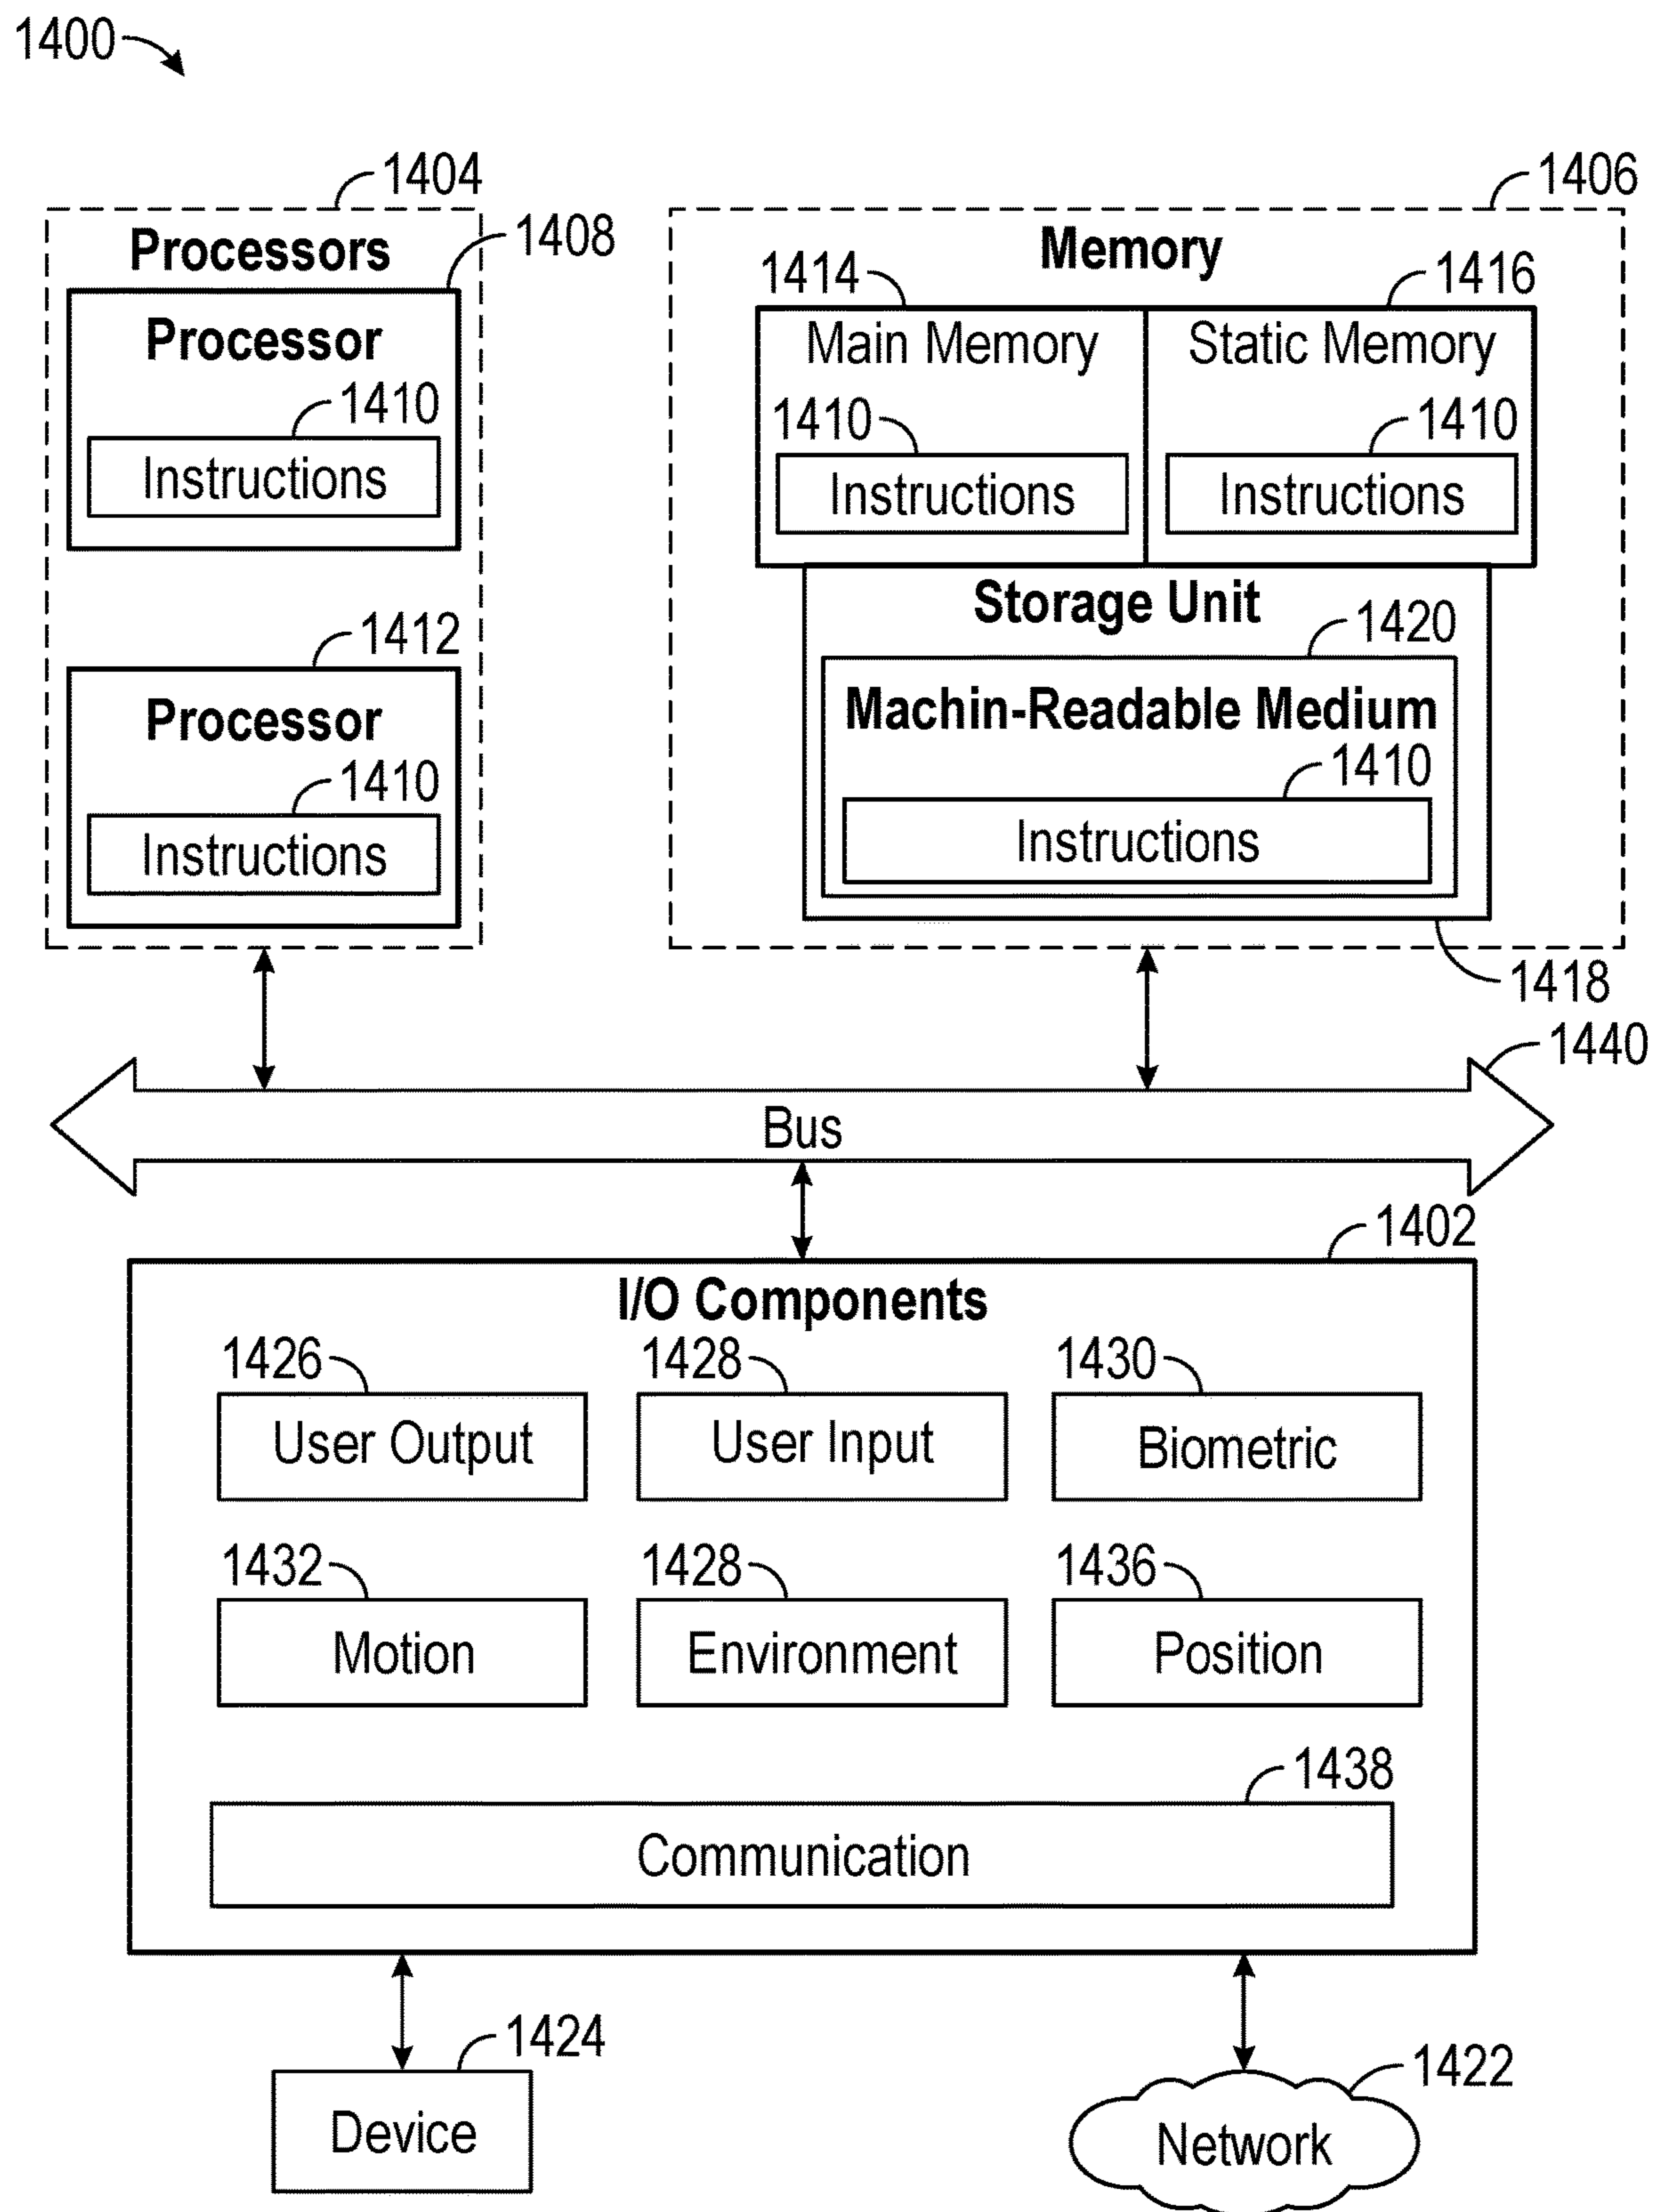 1400
1404
Processors
1408
Processor
1410
Instructions
1412
Processor
1410
Instructions
1406
Memory
1414
1416
Main Memory
Static Memory
1410
1410
Instructions
Instructions
Storage Unit
1420
Machin-Readable Medium
1410
Instructions
1418
1440
Bus
1402
I/O Components
1426
1428
1430
User Output
User Input
Biometric
1432
1428
1436
Motion
Environment
Position
1438
Communication
1424
Device
1422
Network